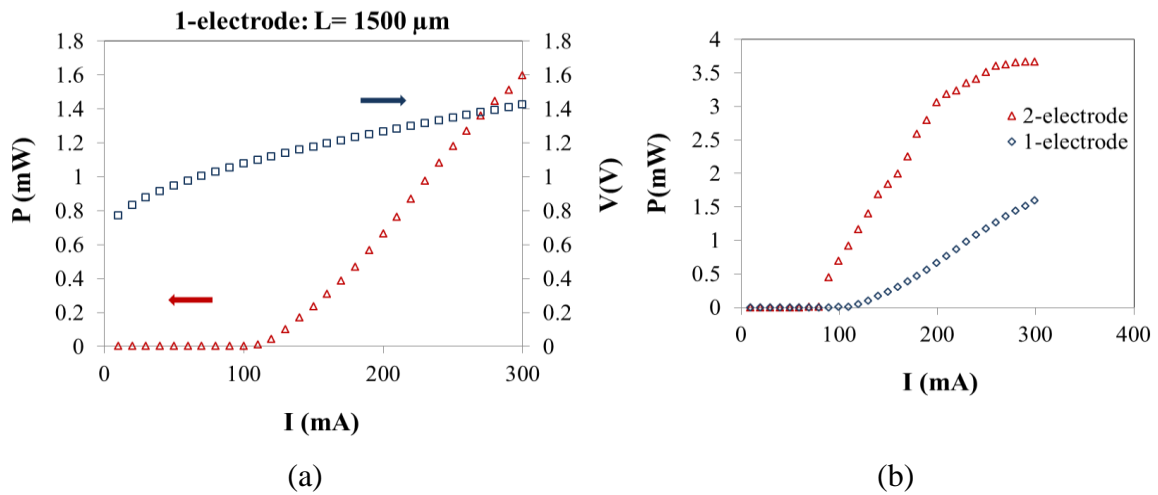 1-electrode: L= 1500 µm
1.8
1.6
1.4
1.2
1
0.8
0.6
0.4
0.2
0
P (mW)
1.8
1.6
1.4
1.2
1
0.8
0.6
0.4
0.2
0
V(V)
0 100 200 300
I (mA)
(a)
4
3.5
3
2.5
2
1.5
1
0.5
0
P(mW)
2-electrode
1-electrode
0 100 200 300 400
I (mA)
(b)